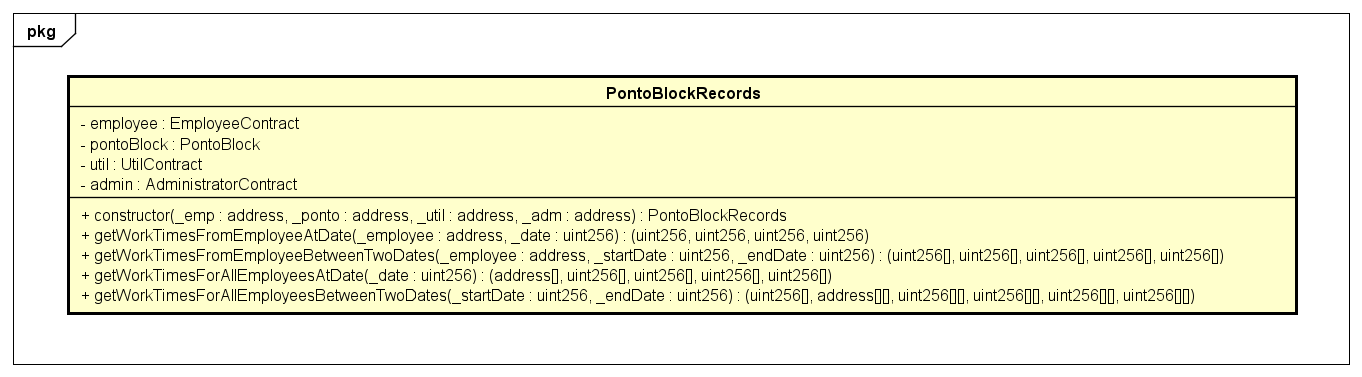 pkg
PontoBlockRecords
- employee : EmployeeContract
- pontoBlock : PontoBlock
- util : UtilContract
- admin : AdministratorContract
+ constructor(_emp : address, _ponto : address, _util : address, _adm : address) : PontoBlockRecords
+ getWorkTimesFromEmployeeAtDate(_employee : address, _date : uint256) : (uint256, uint256, uint256, uint256)
+ getWorkTimesFromEmployeeBetweenTwoDates(_employee : address, _startDate : uint256, _endDate : uint256) : (uint256[], uint256[], uint256[], uint256[], uint256[])
+ getWorkTimesForAllEmployeesAtDate(_date : uint256) : (address[], uint256[], uint256[], uint256[], uint256[])
+ getWorkTimesForAllEmployeesBetweenTwoDates(_startDate : uint256, _endDate : uint256) : (uint256[], address[][], uint256[][], uint256[][], uint256[][], uint256[][])